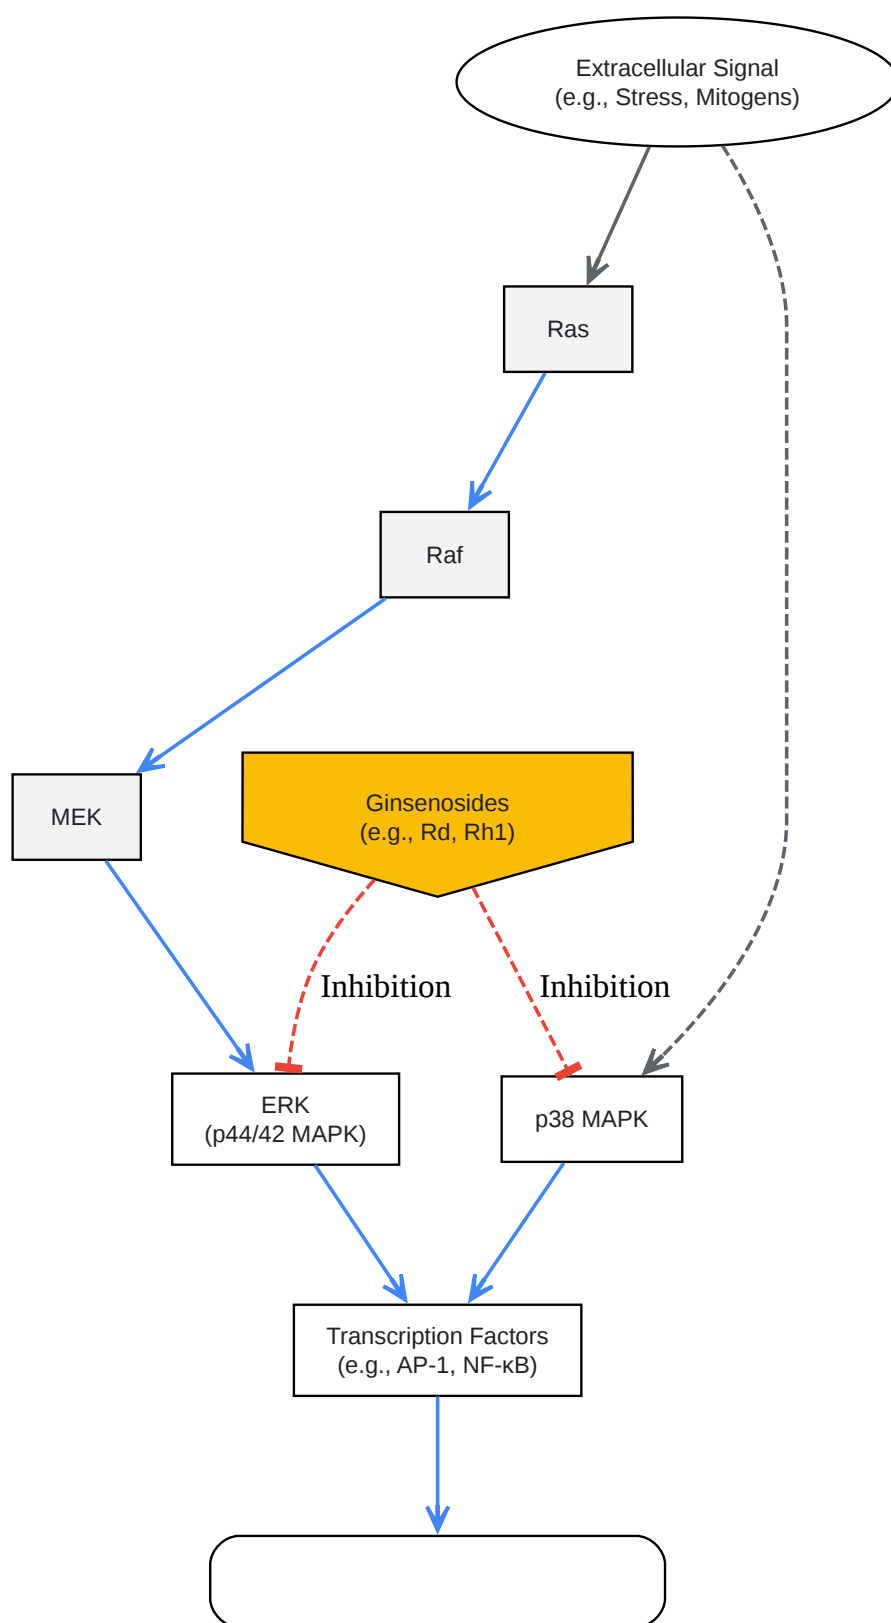 Extracellular Signal
(e.g., Stress, Mitogens)
Ras
Raf
MEK
Ginsenosides
(e.g., Rd, Rh1)
Inhibition
Inhibition
ERK
(p44/42 MAPK)
p38 MAPK
Transcription Factors
(e.g., AP-1, NF-κB)